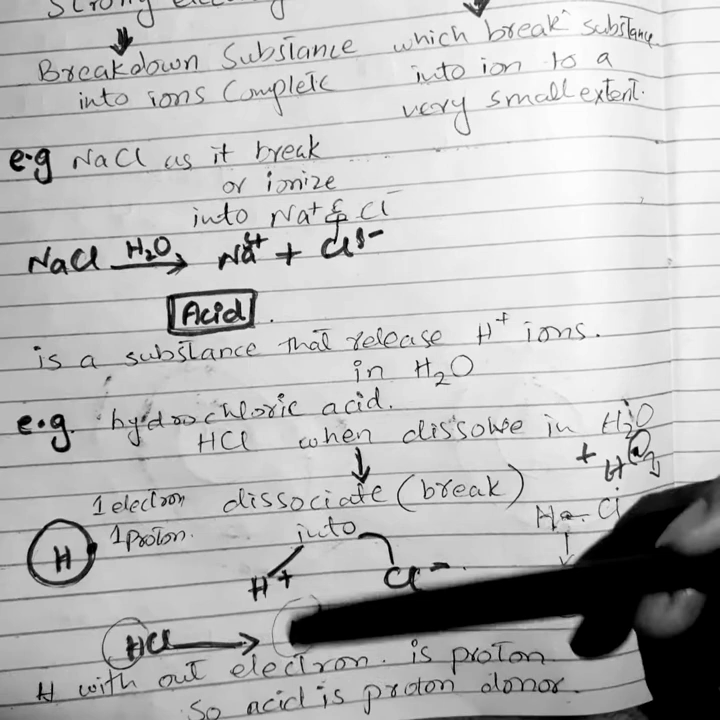 Strong
Breakdown Substance
into ions Complete
which break substance
into ion to a
very small extent.
e.g NaCl as it break
or ionize
into Na+ & Cl-
NaCl H2O → Na+ + Cl-
Acid
is a substance that release H+ ions.
in H2O
e.g. hydrochloric acid.
HCl when dissolve in H2O
dissociate (break)
into
H+ Cl-
1 electron
1 proton.
H
HCl →
H with out electron is proton
So acid is proton donor.